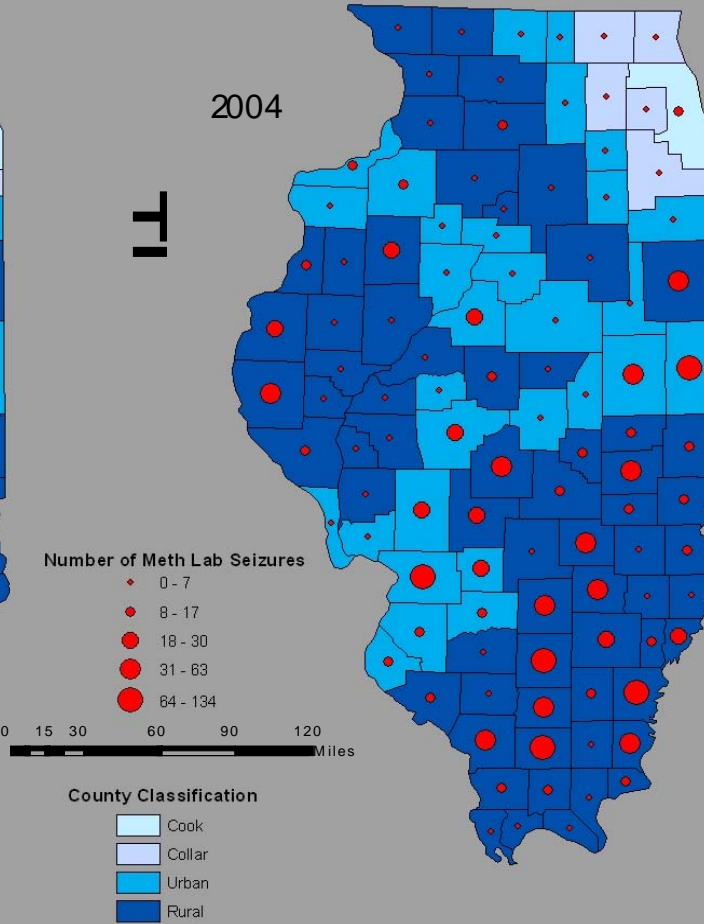 2004
Number of Meth Lab Seizures
0 - 7
8 - 17
18 - 30
31 - 63
64 - 134
0 15 30 60 90 120
Miles
County Classification
Cook
Collar
Urban
Rural